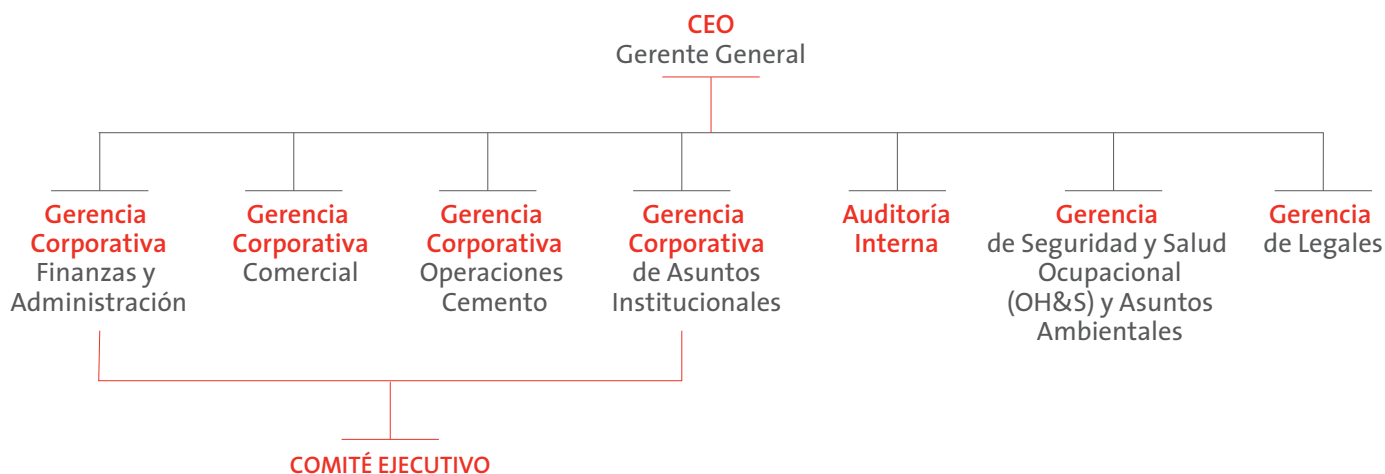 CEO
Gerente General
Gerencia
Corporativa
Finanzas y
Administración
Gerencia
Corporativa
Comercial
Gerencia
Corporativa
Operaciones
Cemento
Gerencia
Corporativa
de Asuntos
Institucionales
Auditoría
Interna
Gerencia
de Seguridad y Salud
Ocupacional
(OH&S) y Asuntos
Ambientales
Gerencia
de Legales
COMITÉ EJECUTIVO